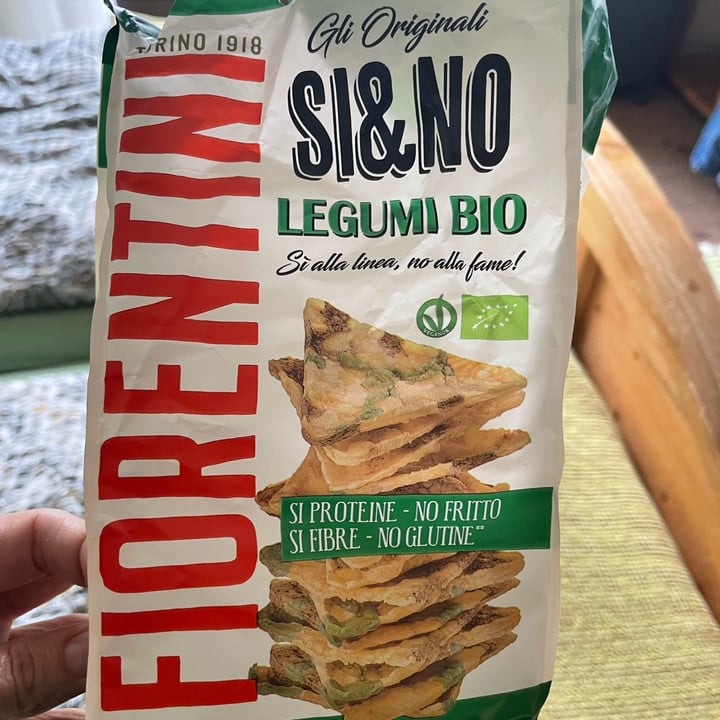 TORINO 1918
FIORENTINI
Gli Originali
SI&NO
LEGUMI BIO
Sì alla linea, no alla fame!
VEGANOK
SI PROTEINE - NO FRITTO
SI FIBRE - NO GLUTINE**